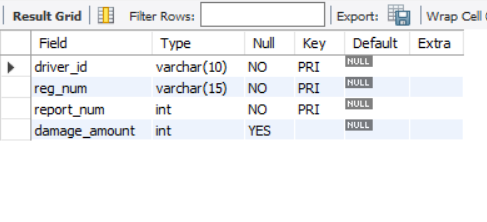 Result Grid Filter Rows: Export: Wrap Cell
Field Type Null Key Default Extra
driver_id varchar(10) NO PRI NULL
reg_num varchar(15) NO PRI NULL
report_num int NO PRI NULL
damage_amount int YES NULL